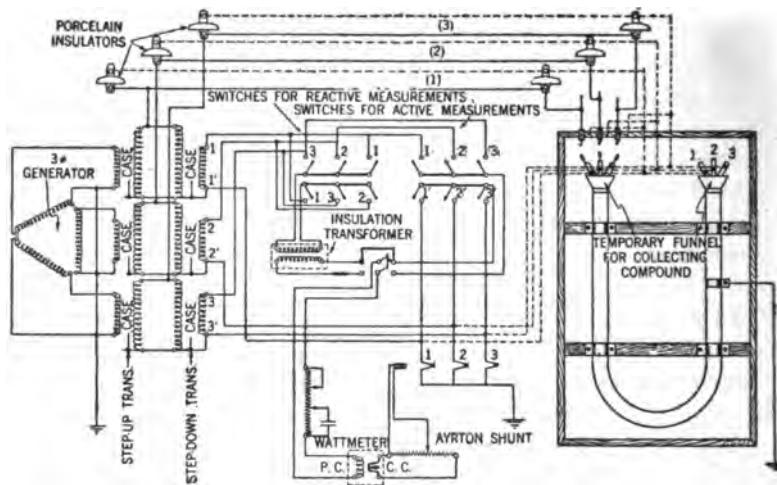 PORCELAIN
INSULATORS
(3)
(2)
(1)
SWITCHES FOR REACTIVE MEASUREMENTS
SWITCHES FOR ACTIVE MEASUREMENTS
3ø
GENERATOR
CASE
CASE
CASE
CASE
CASE
CASE
1
1'
2
2'
3
3'
3 2 1 1 2 3
1 3 2
INSULATION
TRANSFORMER
1 2 3
1 2 3
TEMPORARY FUNNEL
FOR COLLECTING
COMPOUND
STEP-UP TRANS.
STEP-DOWN TRANS.
WATTMETER
AYRTON SHUNT
P.C.
C.C.